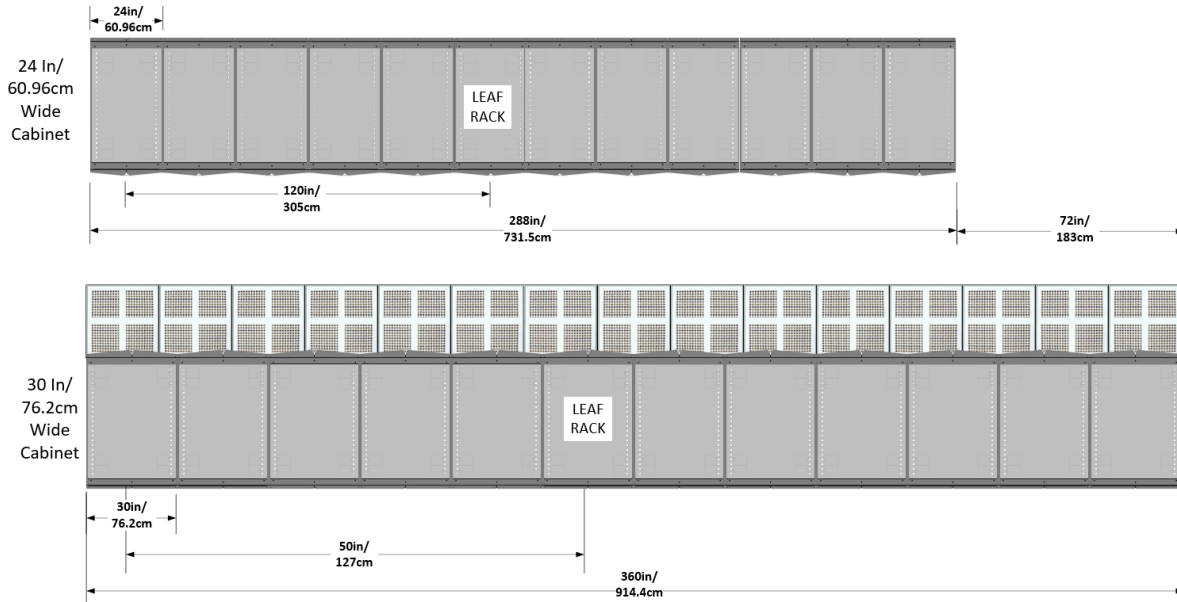 24in/
60.96cm
24 In/
60.96cm
Wide
Cabinet
LEAF
RACK
120in/
305cm
288in/
731.5cm
72in/
183cm
30 In/
76.2cm
Wide
Cabinet
LEAF
RACK
30in/
76.2cm
50in/
127cm
360in/
914.4cm